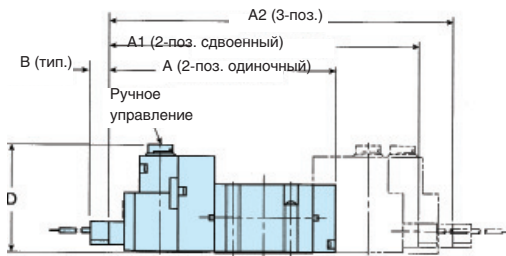 A2 (3-поз.)
A1 (2-поз. сдвоенный)
B (тип.)
A (2-поз. одиночный)
Ручное
управление
D